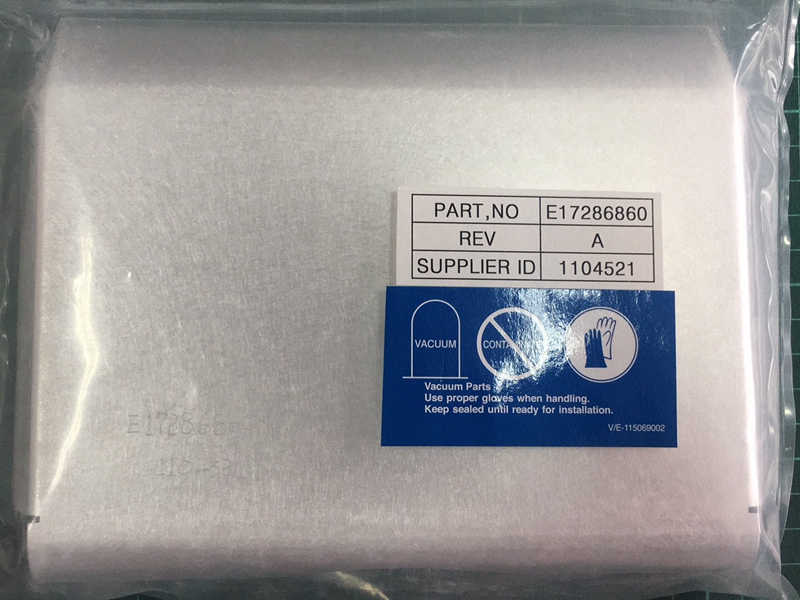 PART,NO E17286860
REV A
SUPPLIER ID 1104521
VACUUM
Vacuum Parts
Use proper gloves when handling.
Keep sealed until ready for installation.
V/E-115069002